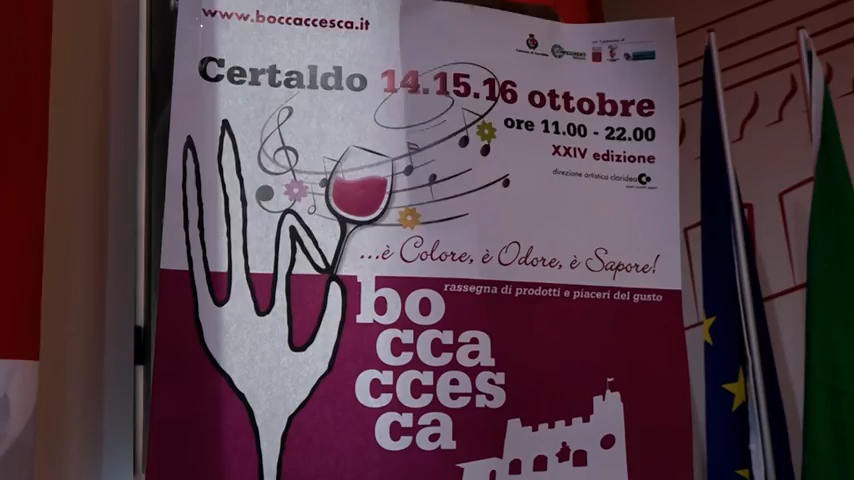 www.boccaccesca.it
Certaldo 14.15.16 ottobre
ore 11.00 - 22.00
XXIV edizione
direzione artistica claridea
...è Colore, è Odore, è Sapore!
rassegna di prodotti e piaceri del gusto
bo
cca
cces
ca